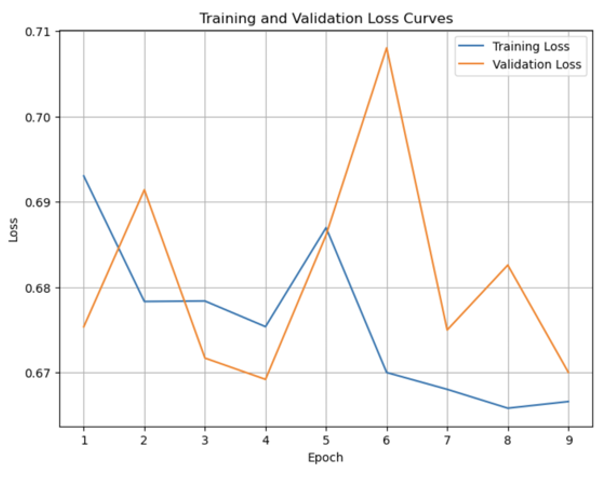 Training and Validation Loss Curves
Training Loss
Validation Loss
0.71
0.70
0.69
0.68
0.67
Loss
1 2 3 4 5 6 7 8 9
Epoch